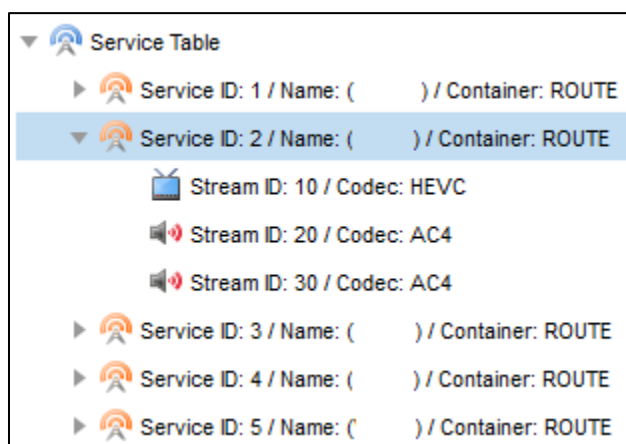 Service Table
Service ID: 1 / Name: ( ) / Container: ROUTE
Service ID: 2 / Name: ( ) / Container: ROUTE
Stream ID: 10 / Codec: HEVC
Stream ID: 20 / Codec: AC4
Stream ID: 30 / Codec: AC4
Service ID: 3 / Name: ( ) / Container: ROUTE
Service ID: 4 / Name: ( ) / Container: ROUTE
Service ID: 5 / Name: ( ) / Container: ROUTE